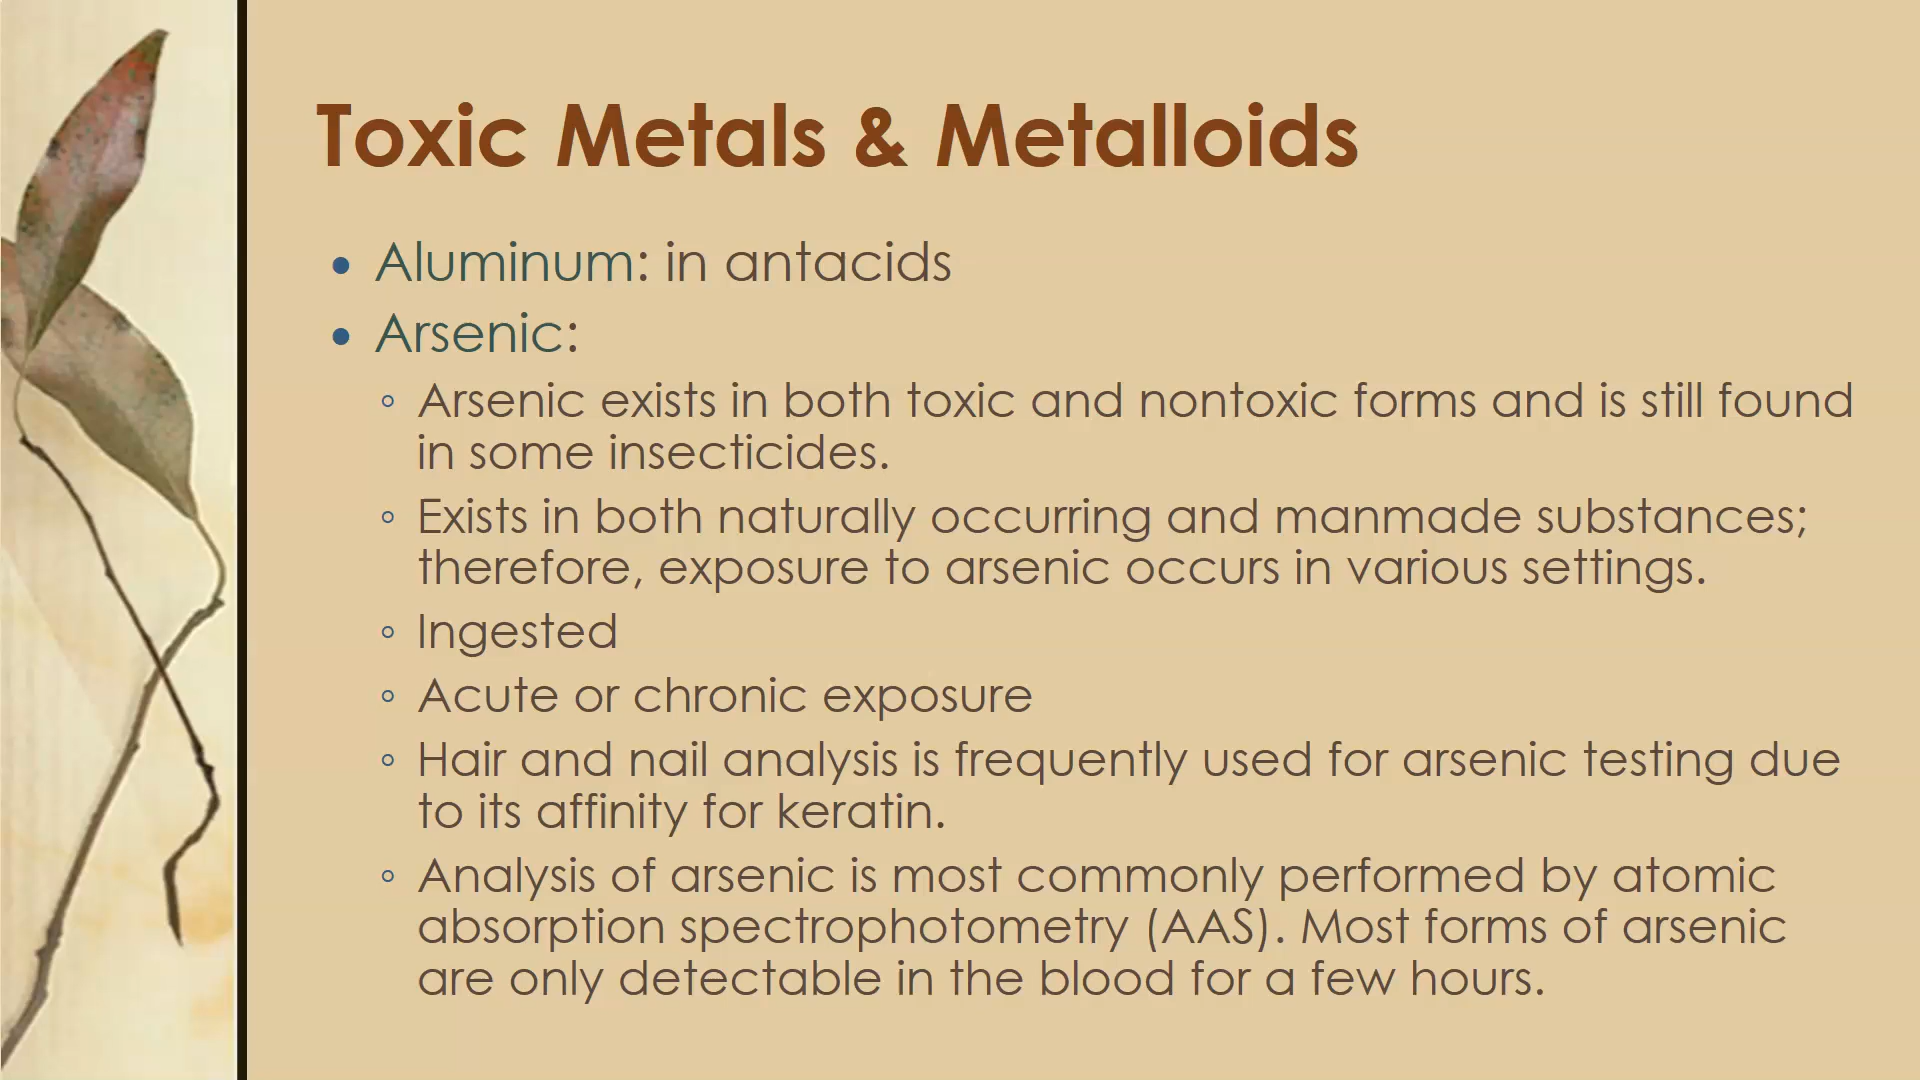 Toxic Metals & Metalloids
• Aluminum: in antacids
• Arsenic:
◦ Arsenic exists in both toxic and nontoxic forms and is still found
in some insecticides.
◦ Exists in both naturally occurring and manmade substances;
therefore, exposure to arsenic occurs in various settings.
◦ Ingested
◦ Acute or chronic exposure
◦ Hair and nail analysis is frequently used for arsenic testing due
to its affinity for keratin.
◦ Analysis of arsenic is most commonly performed by atomic
absorption spectrophotometry (AAS). Most forms of arsenic
are only detectable in the blood for a few hours.